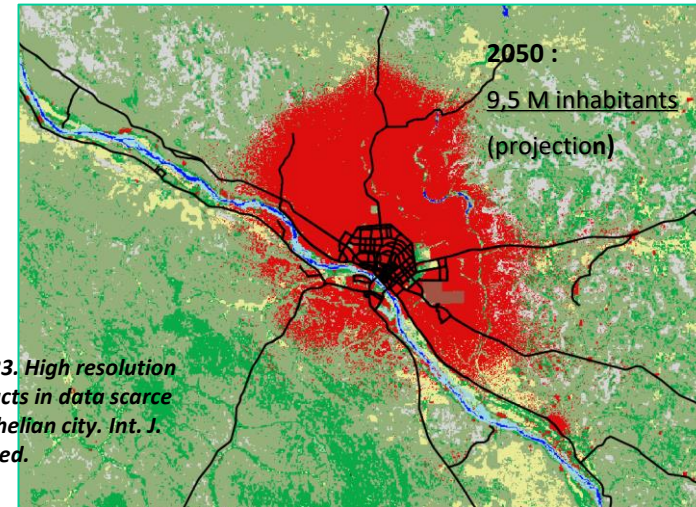 2050 :
9,5 M inhabitants
(projection)
3. High resolution
cts in data scarce
helian city. Int. J.
ed.